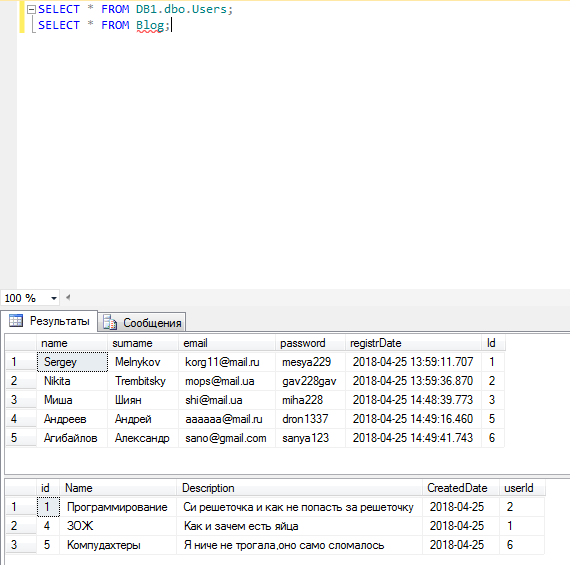 SELECT * FROM DB1.dbo.Users;
SELECT * FROM Blog;
100 %
Результаты Сообщения
name surname email password registrDate Id
1 Sergey Melnykov korg11@mail.ru mesya229 2018-04-25 13:59:11.707 1
2 Nikita Trembitsky mops@mail.ua gav228gav 2018-04-25 13:59:36.870 2
3 Миша Шиян shi@mail.ua miha228 2018-04-25 14:48:39.773 3
4 Андреев Андрей aaaaaa@mail.ru dron1337 2018-04-25 14:49:16.460 5
5 Агибайлов Александр sano@gmail.com sanya123 2018-04-25 14:49:41.743 6
id Name Description CreatedDate userId
1 1 Программирование Си решеточка и как не попасть за решеточку 2018-04-25 2
2 4 ЗОЖ Как и зачем есть яйца 2018-04-25 1
3 5 Компудахтеры Я ниче не трогала,оно само сломалось 2018-04-25 6